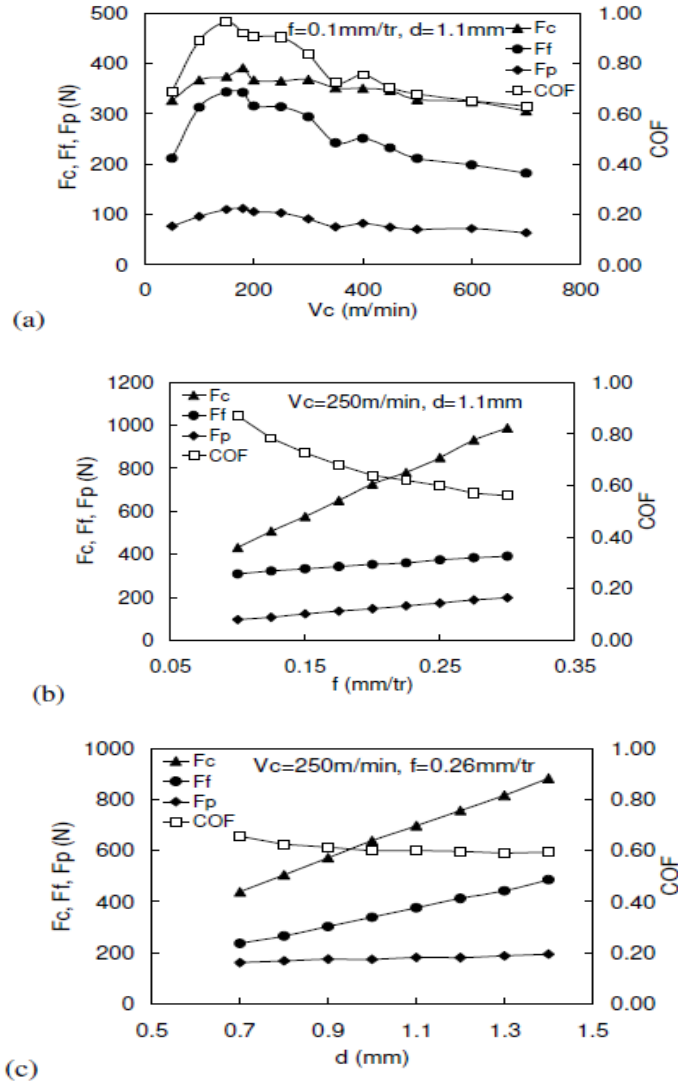 f=0.1mm/tr, d=1.1mm
Fc
Ff
Fp
COF
500
400
300
200
100
0
Fc, Ff, Fp (N)
1.00
0.80
0.60
0.40
0.20
0.00
COF
0 200 400 600 800
Vc (m/min)
(a)
Vc=250m/min, d=1.1mm
Fc
Ff
Fp
COF
1200
1000
800
600
400
200
0
Fc, Ff, Fp (N)
1.00
0.80
0.60
0.40
0.20
0.00
COF
0.05 0.15 0.25 0.35
f (mm/tr)
(b)
Vc=250m/min, f=0.26mm/tr
Fc
Ff
Fp
COF
1000
800
600
400
200
0
Fc, Ff, Fp (N)
1.00
0.80
0.60
0.40
0.20
0.00
COF
0.5 0.7 0.9 1.1 1.3 1.5
d (mm)
(c)